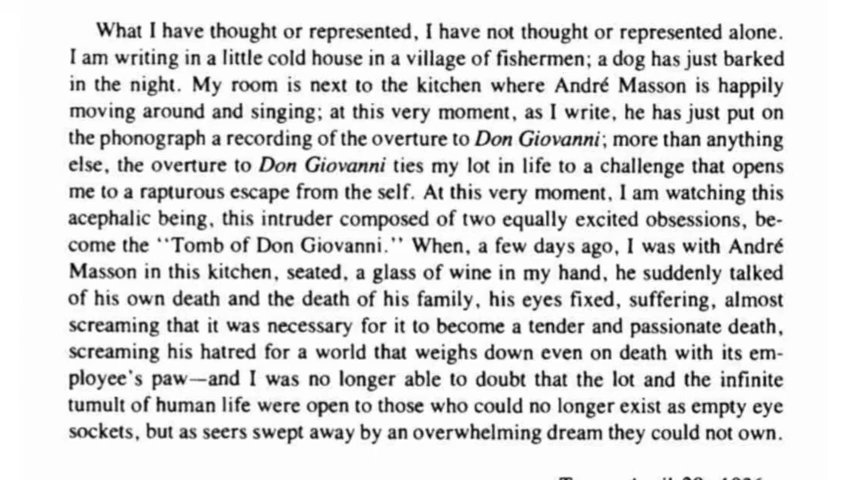 What I have thought or represented, I have not thought or represented alone.
I am writing in a little cold house in a village of fishermen; a dog has just barked
in the night. My room is next to the kitchen where André Masson is happily
moving around and singing; at this very moment, as I write, he has just put on
the phonograph a recording of the overture to Don Giovanni; more than anything
else, the overture to Don Giovanni ties my lot in life to a challenge that opens
me to a rapturous escape from the self. At this very moment, I am watching this
acephalic being, this intruder composed of two equally excited obsessions, be-
come the "Tomb of Don Giovanni." When, a few days ago, I was with André
Masson in this kitchen, seated, a glass of wine in my hand, he suddenly talked
of his own death and the death of his family, his eyes fixed, suffering, almost
screaming that it was necessary for it to become a tender and passionate death,
screaming his hatred for a world that weighs down even on death with its em-
ployee's paw—and I was no longer able to doubt that the lot and the infinite
tumult of human life were open to those who could no longer exist as empty eye
sockets, but as seers swept away by an overwhelming dream they could not own.